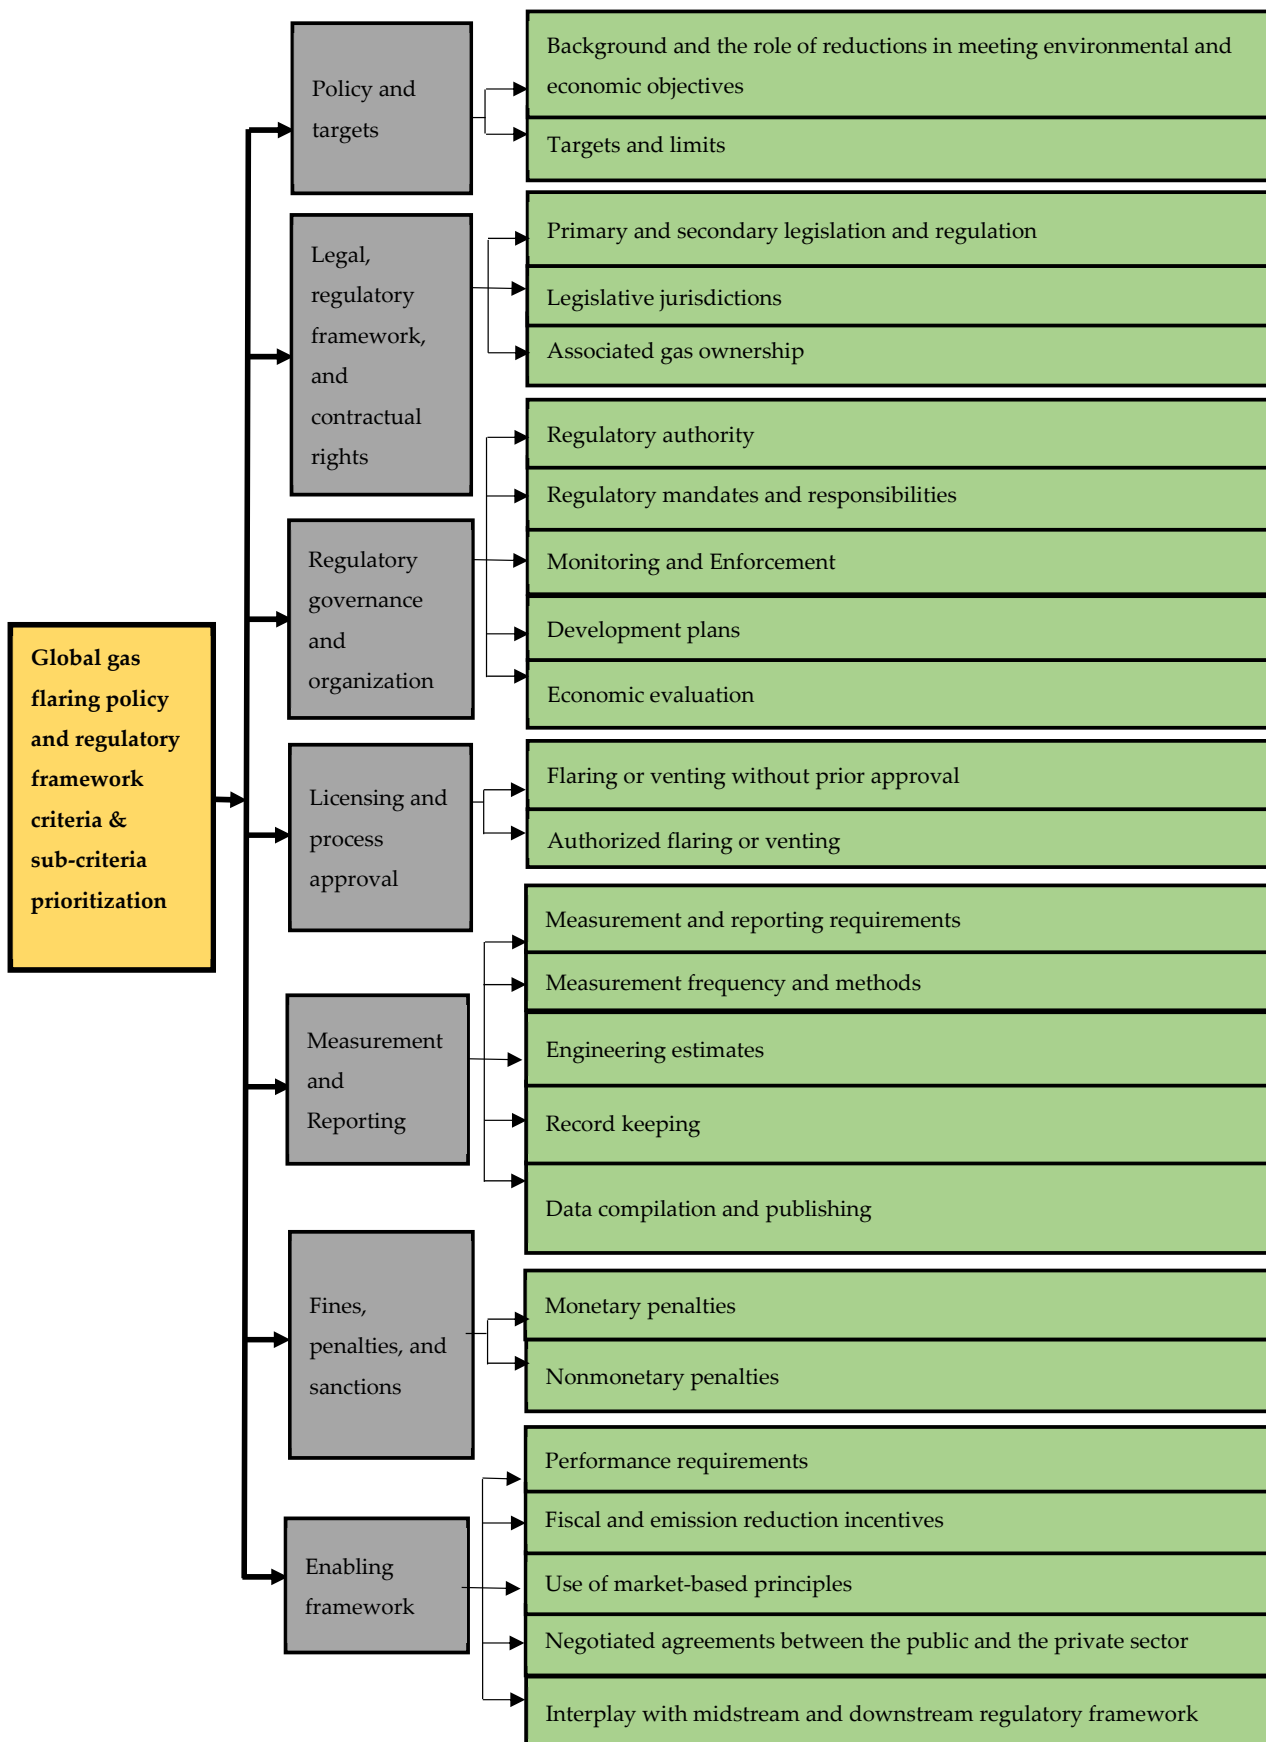 Global gas
flaring policy
and regulatory
framework
criteria &
sub-criteria
prioritization
Policy and
targets
Background and the role of reductions in meeting environmental and
economic objectives
Targets and limits
Legal,
regulatory
framework,
and
contractual
rights
Primary and secondary legislation and regulation
Legislative jurisdictions
Associated gas ownership
Regulatory
governance
and
organization
Regulatory authority
Regulatory mandates and responsibilities
Monitoring and Enforcement
Development plans
Economic evaluation
Licensing and
process
approval
Flaring or venting without prior approval
Authorized flaring or venting
Measurement
and
Reporting
Measurement and reporting requirements
Measurement frequency and methods
Engineering estimates
Record keeping
Data compilation and publishing
Fines,
penalties, and
sanctions
Monetary penalties
Nonmonetary penalties
Enabling
framework
Performance requirements
Fiscal and emission reduction incentives
Use of market-based principles
Negotiated agreements between the public and the private sector
Interplay with midstream and downstream regulatory framework